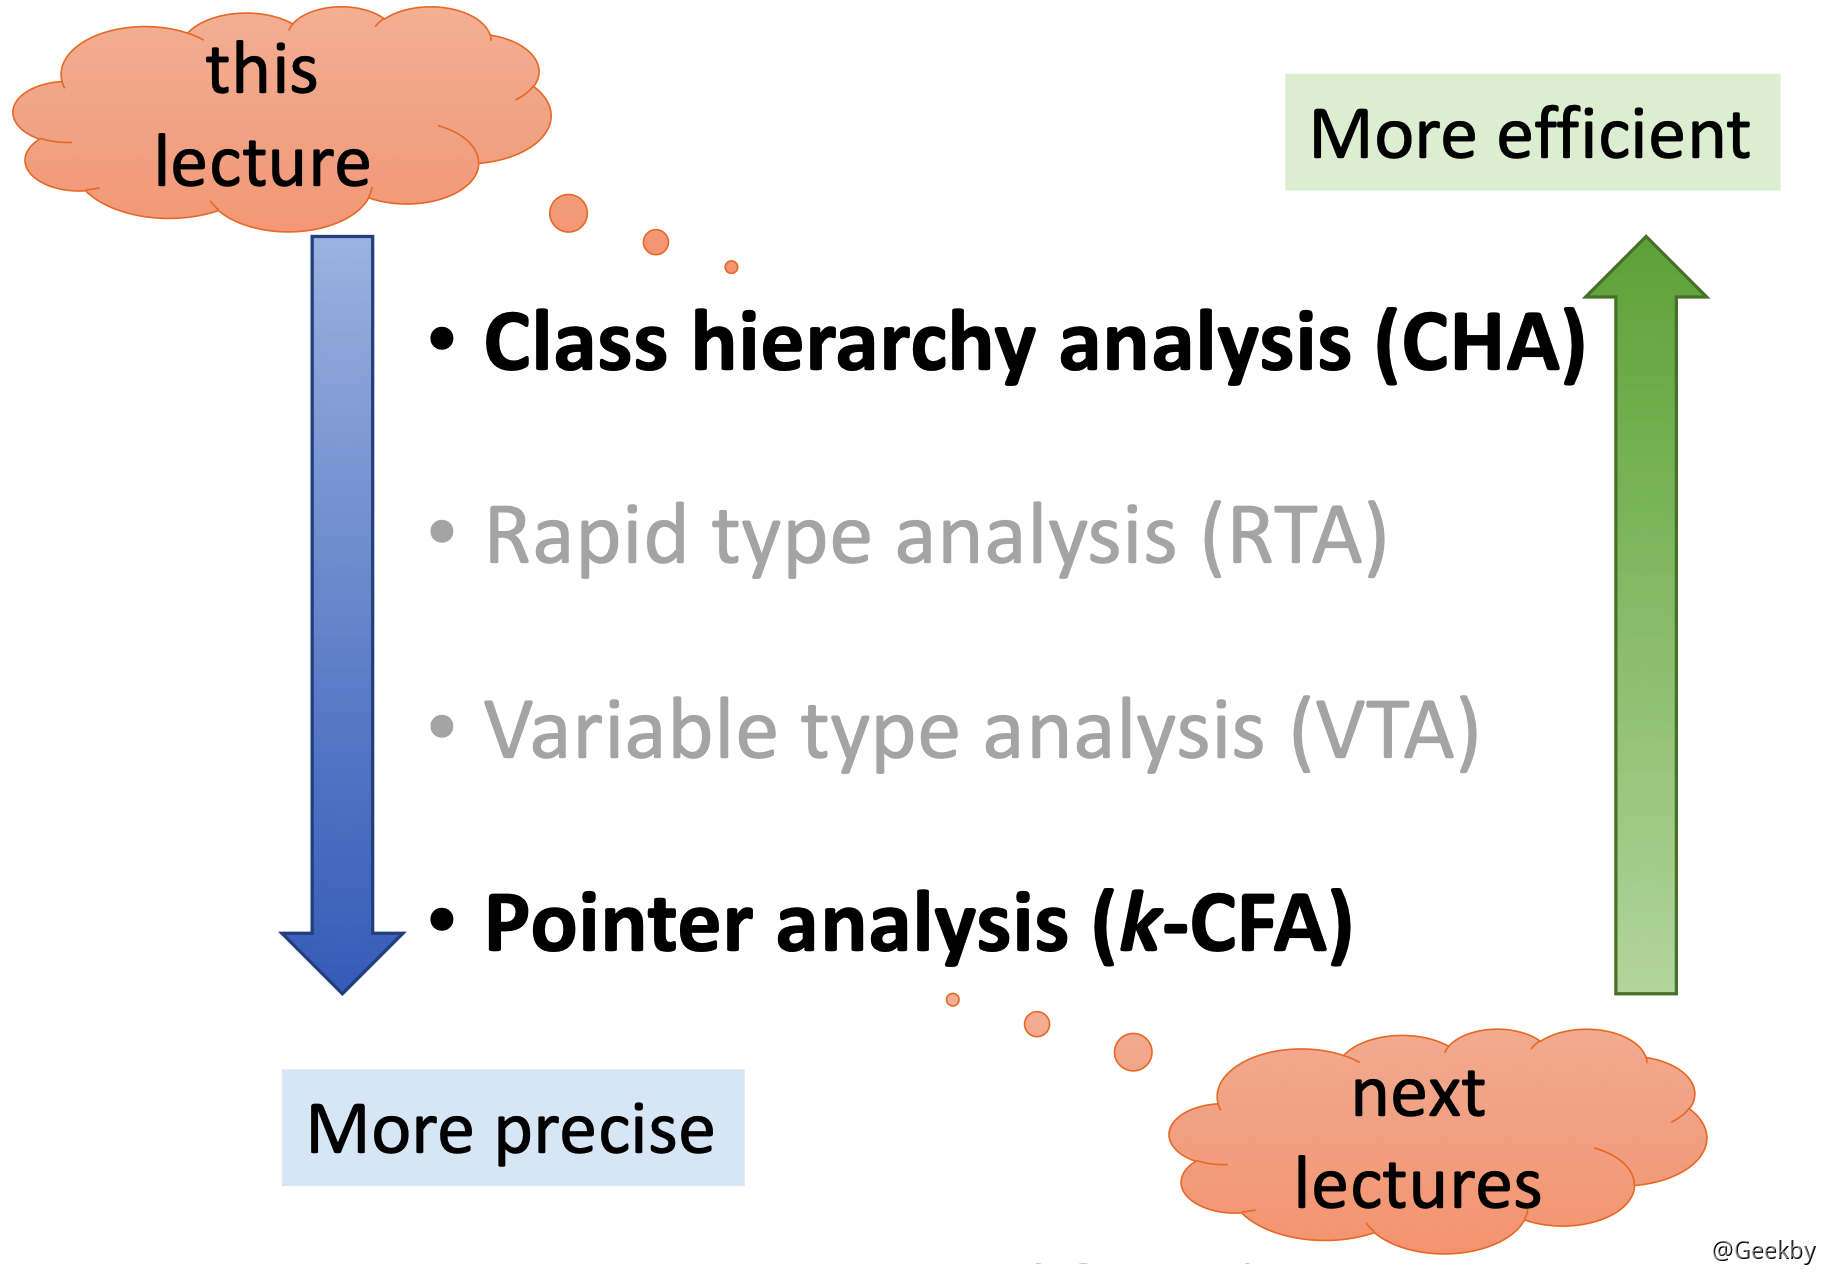 this
lecture
More efficient
• Class hierarchy analysis (CHA)
• Rapid type analysis (RTA)
• Variable type analysis (VTA)
• Pointer analysis (k-CFA)
More precise
next
lectures
@Geekby